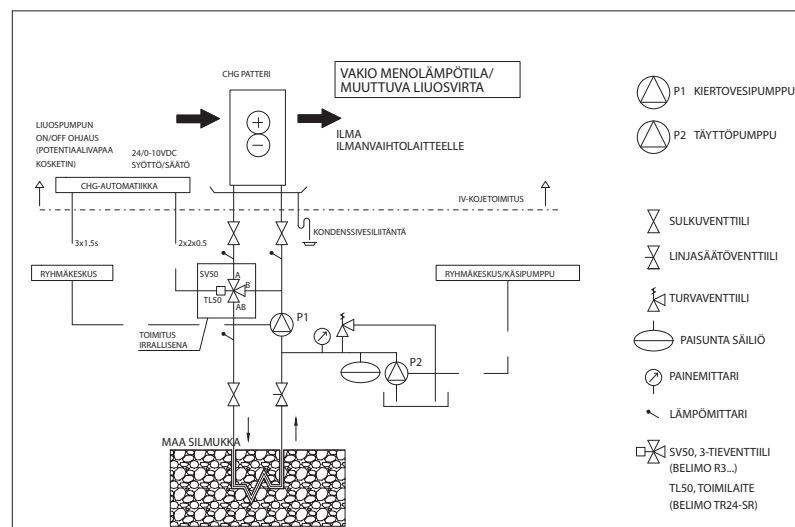 CHG PATTERI
VAKIO MENOLÄMPÖTILA/
MUUTTUVA LIUOSVIRTA
ILMA
ILMANVAIHTOLAITTEELLE
LIUOSPUMPUN
ON/OFF OHJAUS
(POTENTIAALIVAPAA
KOSKETIN)
24/0-10VDC
SYÖTTÖ/SÄÄTÖ
CHG-AUTOMATIIKKA
IV-KOJETOIMITUS
KONDENSSIVESILIITÄNTÄ
3x1.5s
2x2x0.5
RYHMÄKESKUS
RYHMÄKESKUS/KÄSIPUMPPU
SV50
A
B
TL50
AB
P1
TOIMITUS
IRRALLISENA
P2
MAA SILMUKKA
P1 KIERTOVESIPUMPPU
P2 TÄYTTÖPUMPPU
SULKUVENTTIILI
LINJASÄÄTÖVENTTIILI
TURVAVENTTIILI
PAISUNTA SÄILIÖ
PAINEMITTARI
LÄMPÖMITTARI
SV50, 3-TIEVENTTIILI
(BELIMO R3...)
TL50, TOIMILAITE
(BELIMO TR24-SR)